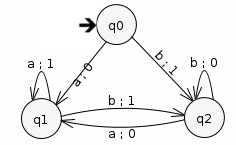 q0
a ; 1
a ; 0
b ; 1
b ; 0
q1
b ; 1
q2
a ; 0